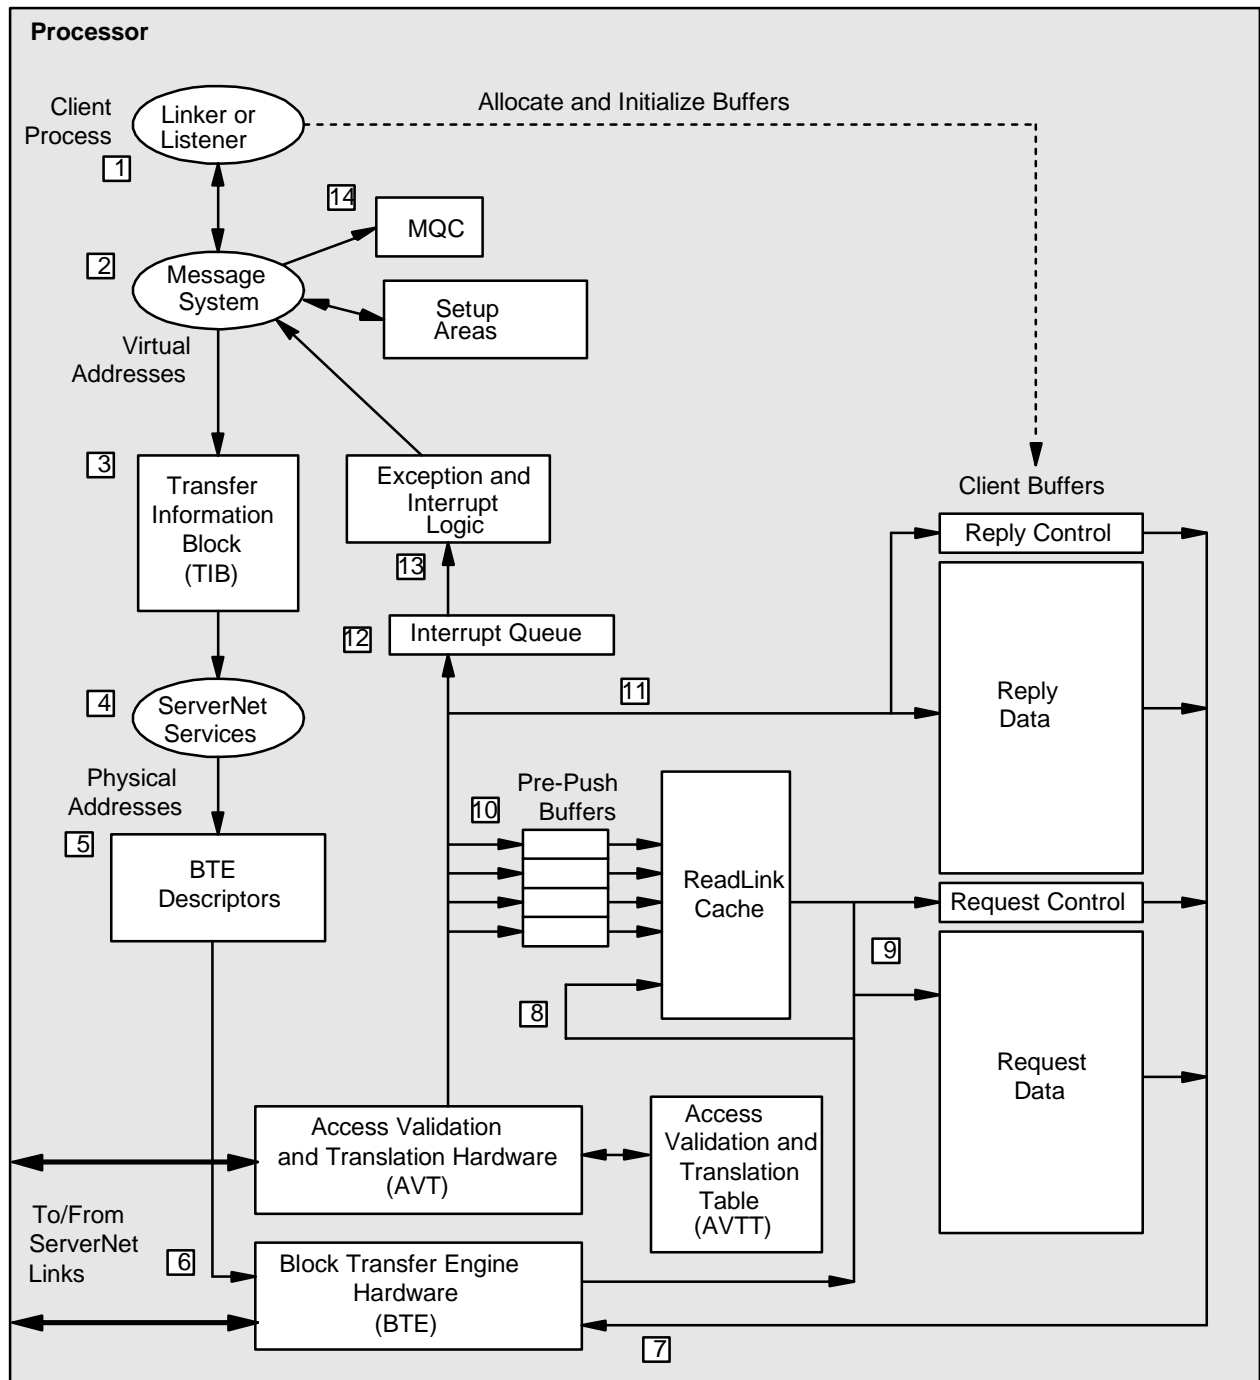 Processor
Client
Process
Linker or
Listener
Allocate and Initialize Buffers
1
14
MQC
2
Message
System
Setup
Areas
Virtual
Addresses
3
Transfer
Information
Block
(TIB)
Exception and
Interrupt
Logic
Client Buffers
Reply Control
13
12
Interrupt Queue
11
Reply
Data
4
ServerNet
Services
Physical
Addresses
Pre-Push
Buffers
10
5
BTE
Descriptors
ReadLink
Cache
Request Control
9
8
Request
Data
Access Validation
and Translation Hardware
(AVT)
Access
Validation and
Translation
Table
(AVTT)
To/From
ServerNet
Links
6
Block Transfer Engine
Hardware
(BTE)
7